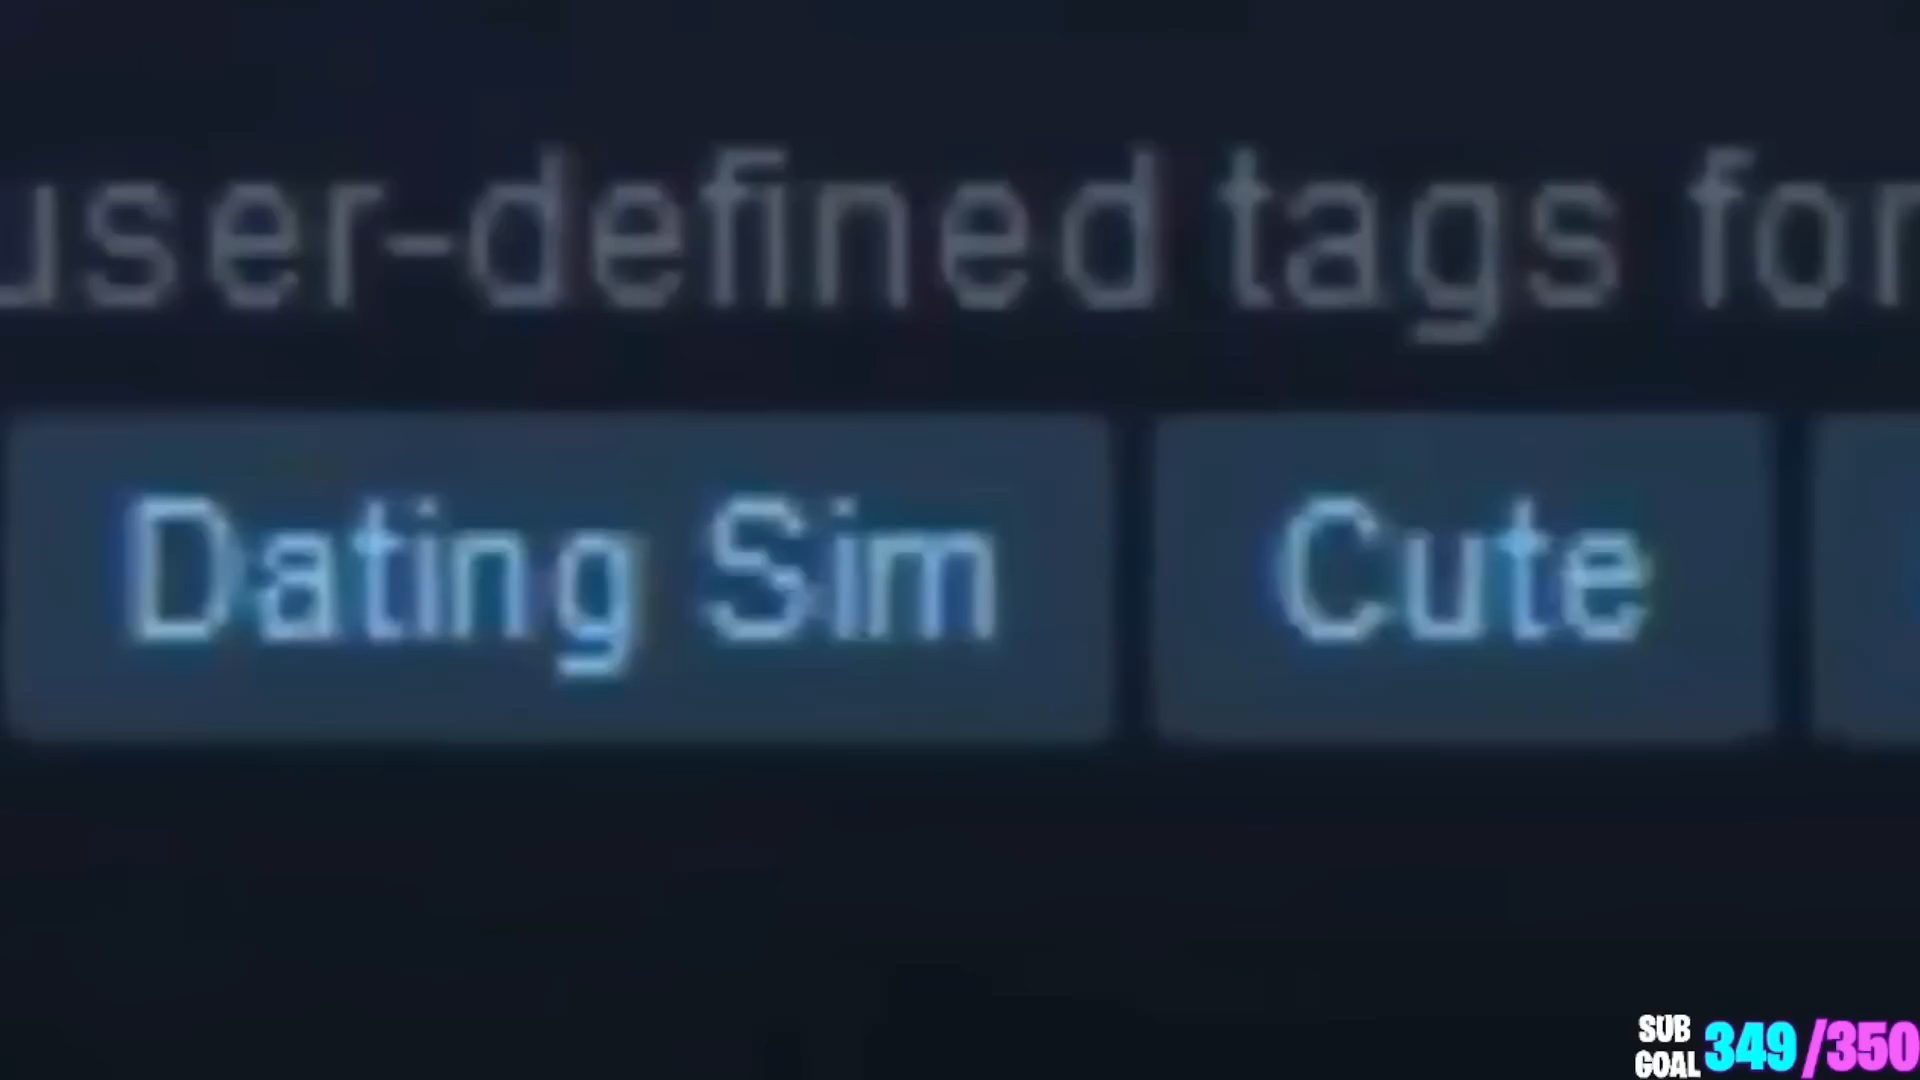 user-defined tags for
Dating Sim
Cute
SUB
GOAL
349/350